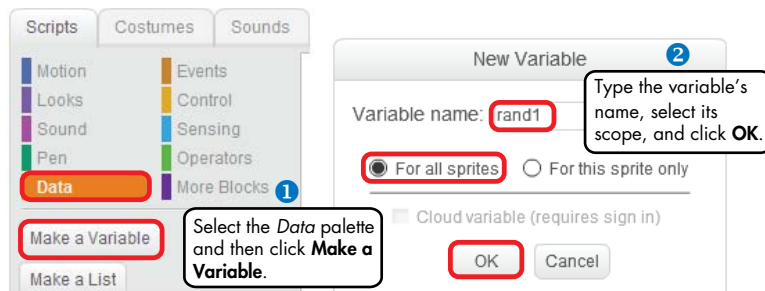 Scripts Costumes Sounds
Motion Events
Looks Control
Sound Sensing
Pen Operators
Data More Blocks
1
Make a Variable
Make a List
Select the Data palette
and then click Make a
Variable.
New Variable
2
Variable name: rand1
Type the variable's
name, select its
scope, and click OK.
For all sprites For this sprite only
Cloud variable (requires sign in)
OK Cancel